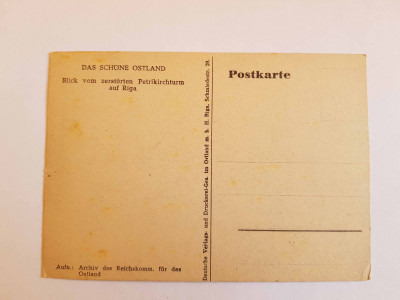 DAS SCHÜNE OSTLAND
Blick vom zerstörten Petrikirchturm
auf Riga
Aufn.: Archiv des Reichskomm. für das
Ostland
Deutsche Verlags- und Druckerei-Ges. im Ostland m. b. H. Riga, Schmiedestr. 29.
Postkarte